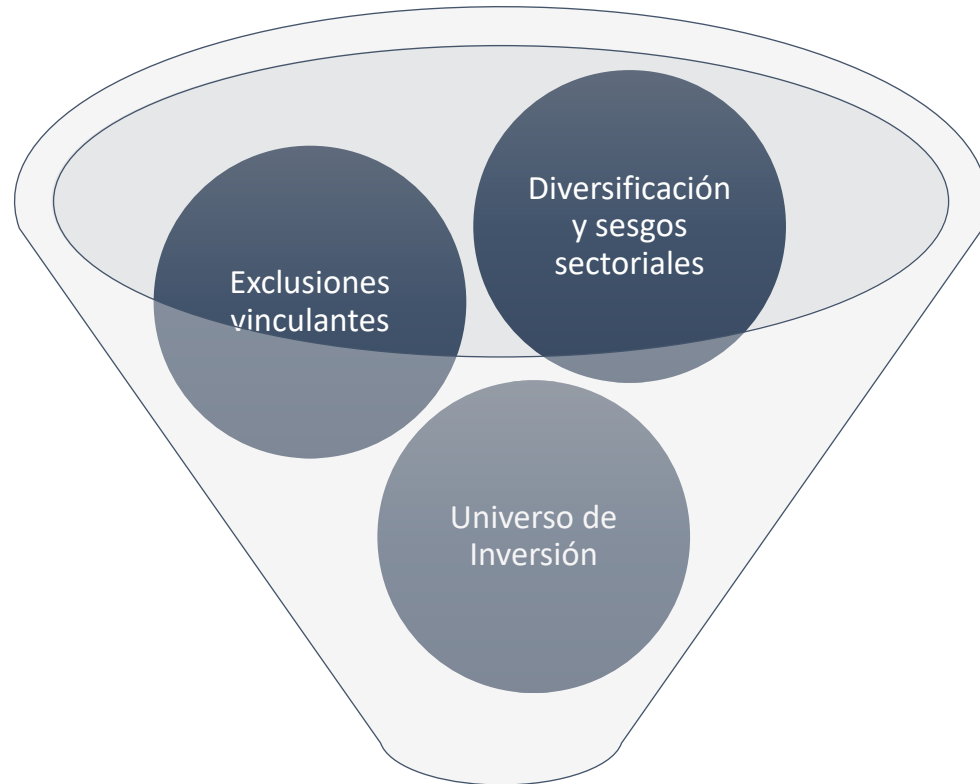 Diversificación
y sesgos
sectoriales
Exclusiones
vinculantes
Universo de
Inversión